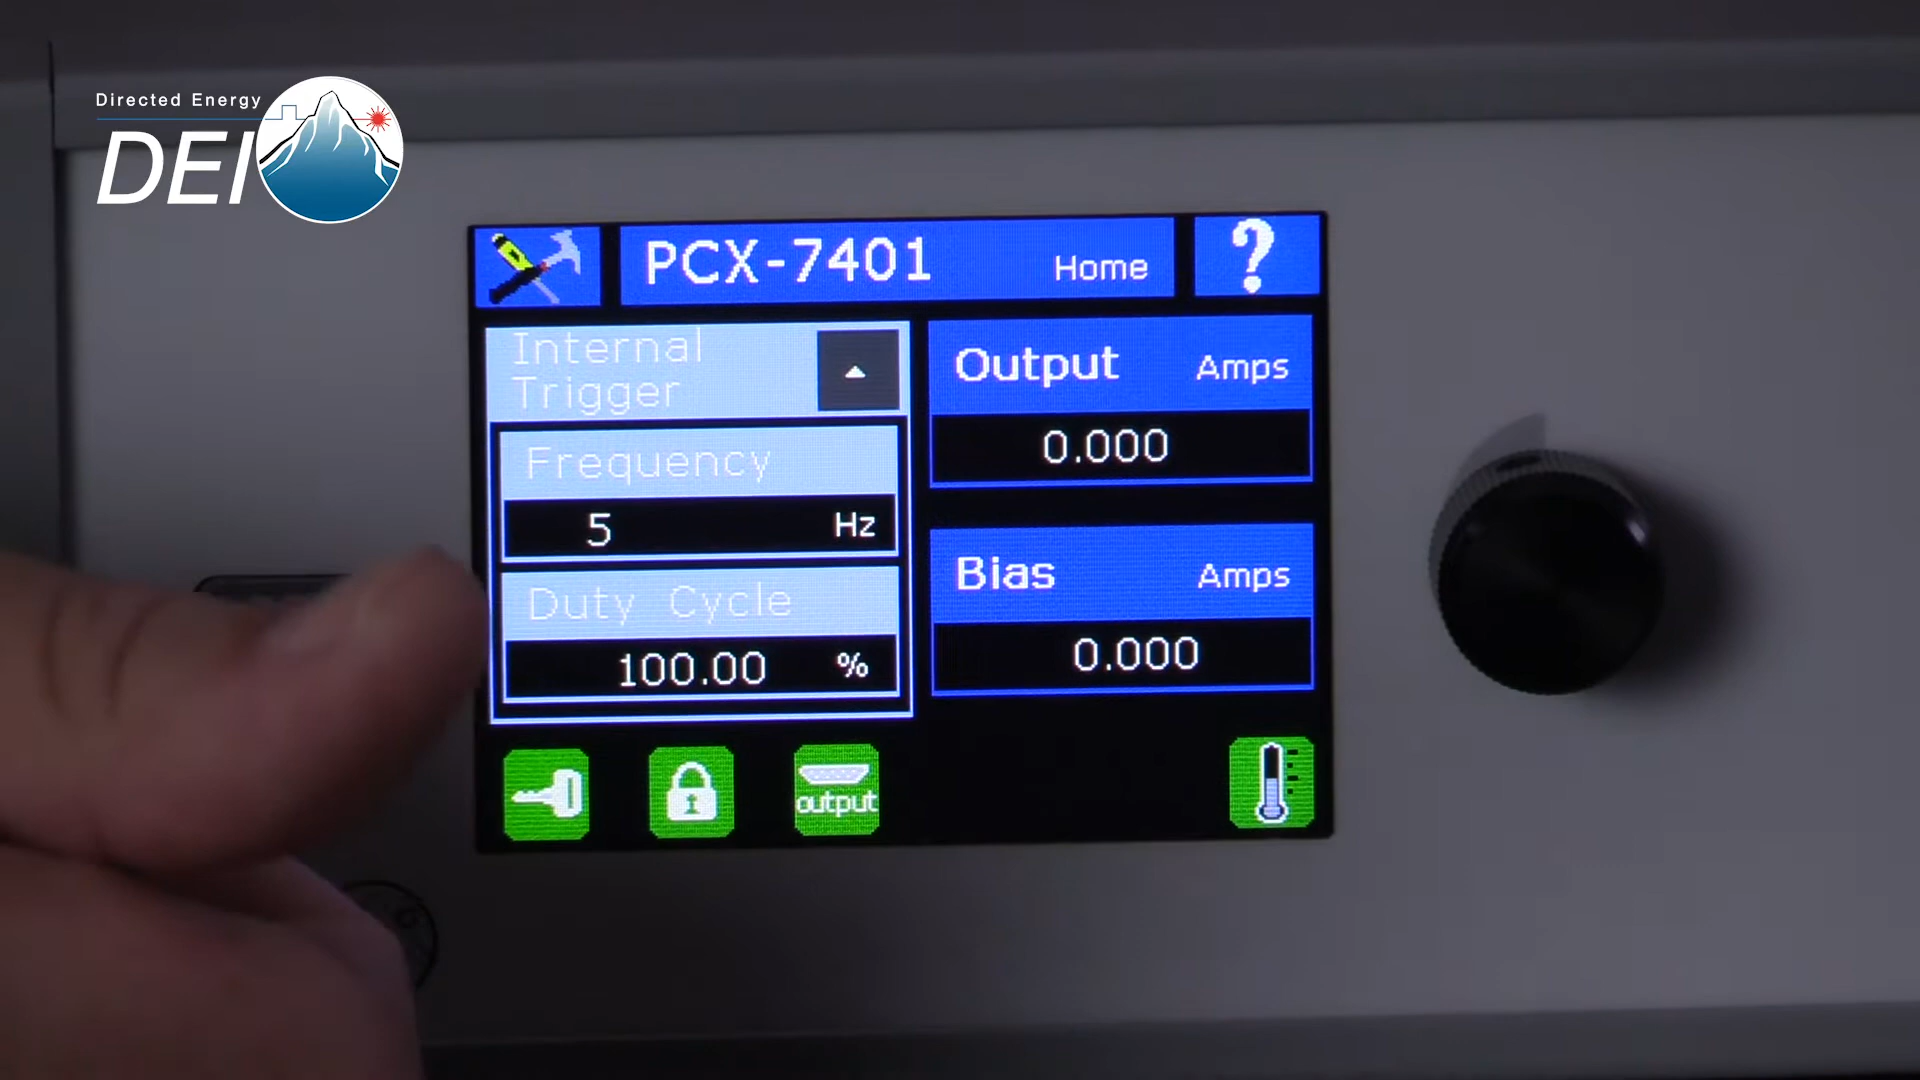 Directed Energy
DEI
PCX-7401 Home
?
Internal
Trigger
Frequency
5 Hz
Duty Cycle
100.00 %
Output Amps
0.000
Bias Amps
0.000
output